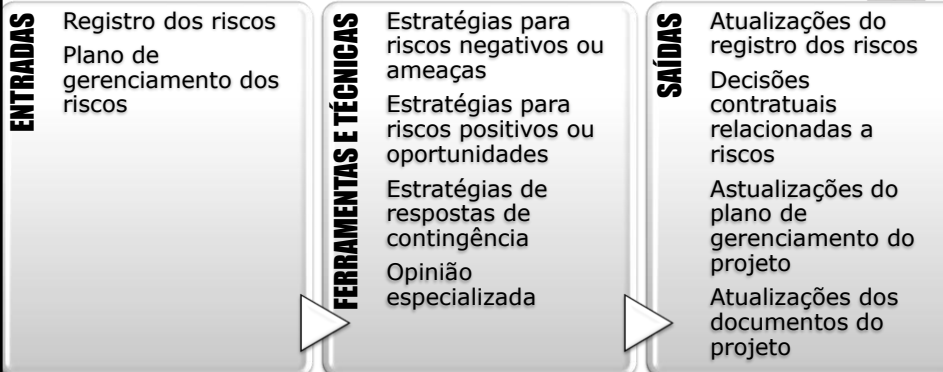 ENTRADAS
Registro dos riscos
Plano de
gerenciamento dos
riscos
FERRAMENTAS E TÉCNICAS
Estratégias para
riscos negativos ou
ameaças
Estratégias para
riscos positivos ou
oportunidades
Estratégias de
respostas de
contingência
Opinião
especializada
SAÍDAS
Atualizações do
registro dos riscos
Decisões
contratuais
relacionadas a
riscos
Astualizações do
plano de
gerenciamento do
projeto
Atualizações dos
documentos do
projeto